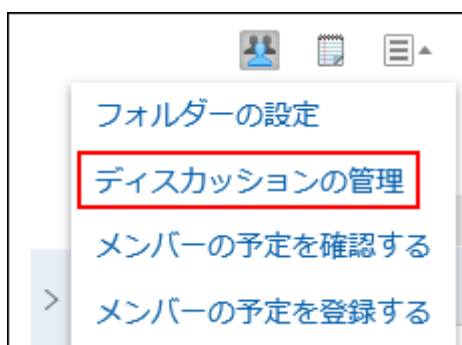 フォルダーの設定
ディスカッションの管理
メンバーの予定を確認する
メンバーの予定を登録する